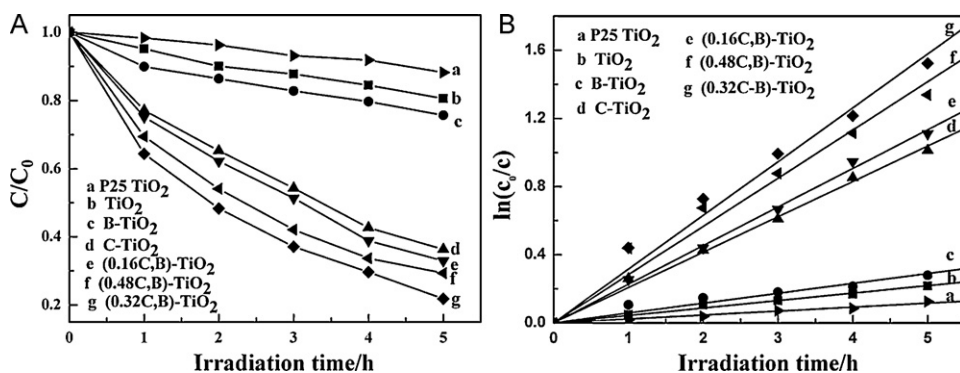 A
1.0
0.8
0.6
0.4
0.2
C/C₀
a
b
c
d
e
f
g
a P25 TiO₂
b TiO₂
c B-TiO₂
d C-TiO₂
e (0.16C,B)-TiO₂
f (0.48C,B)-TiO₂
g (0.32C,B)-TiO₂
0 1 2 3 4 5
Irradiation time/h
B
1.6
1.2
0.8
0.4
0.0
ln(c₀/c)
a P25 TiO₂
b TiO₂
c B-TiO₂
d C-TiO₂
e (0.16C,B)-TiO₂
f (0.48C,B)-TiO₂
g (0.32C-B)-TiO₂
g
f
e
d
c
b
a
0 1 2 3 4 5
Irradiation time/h